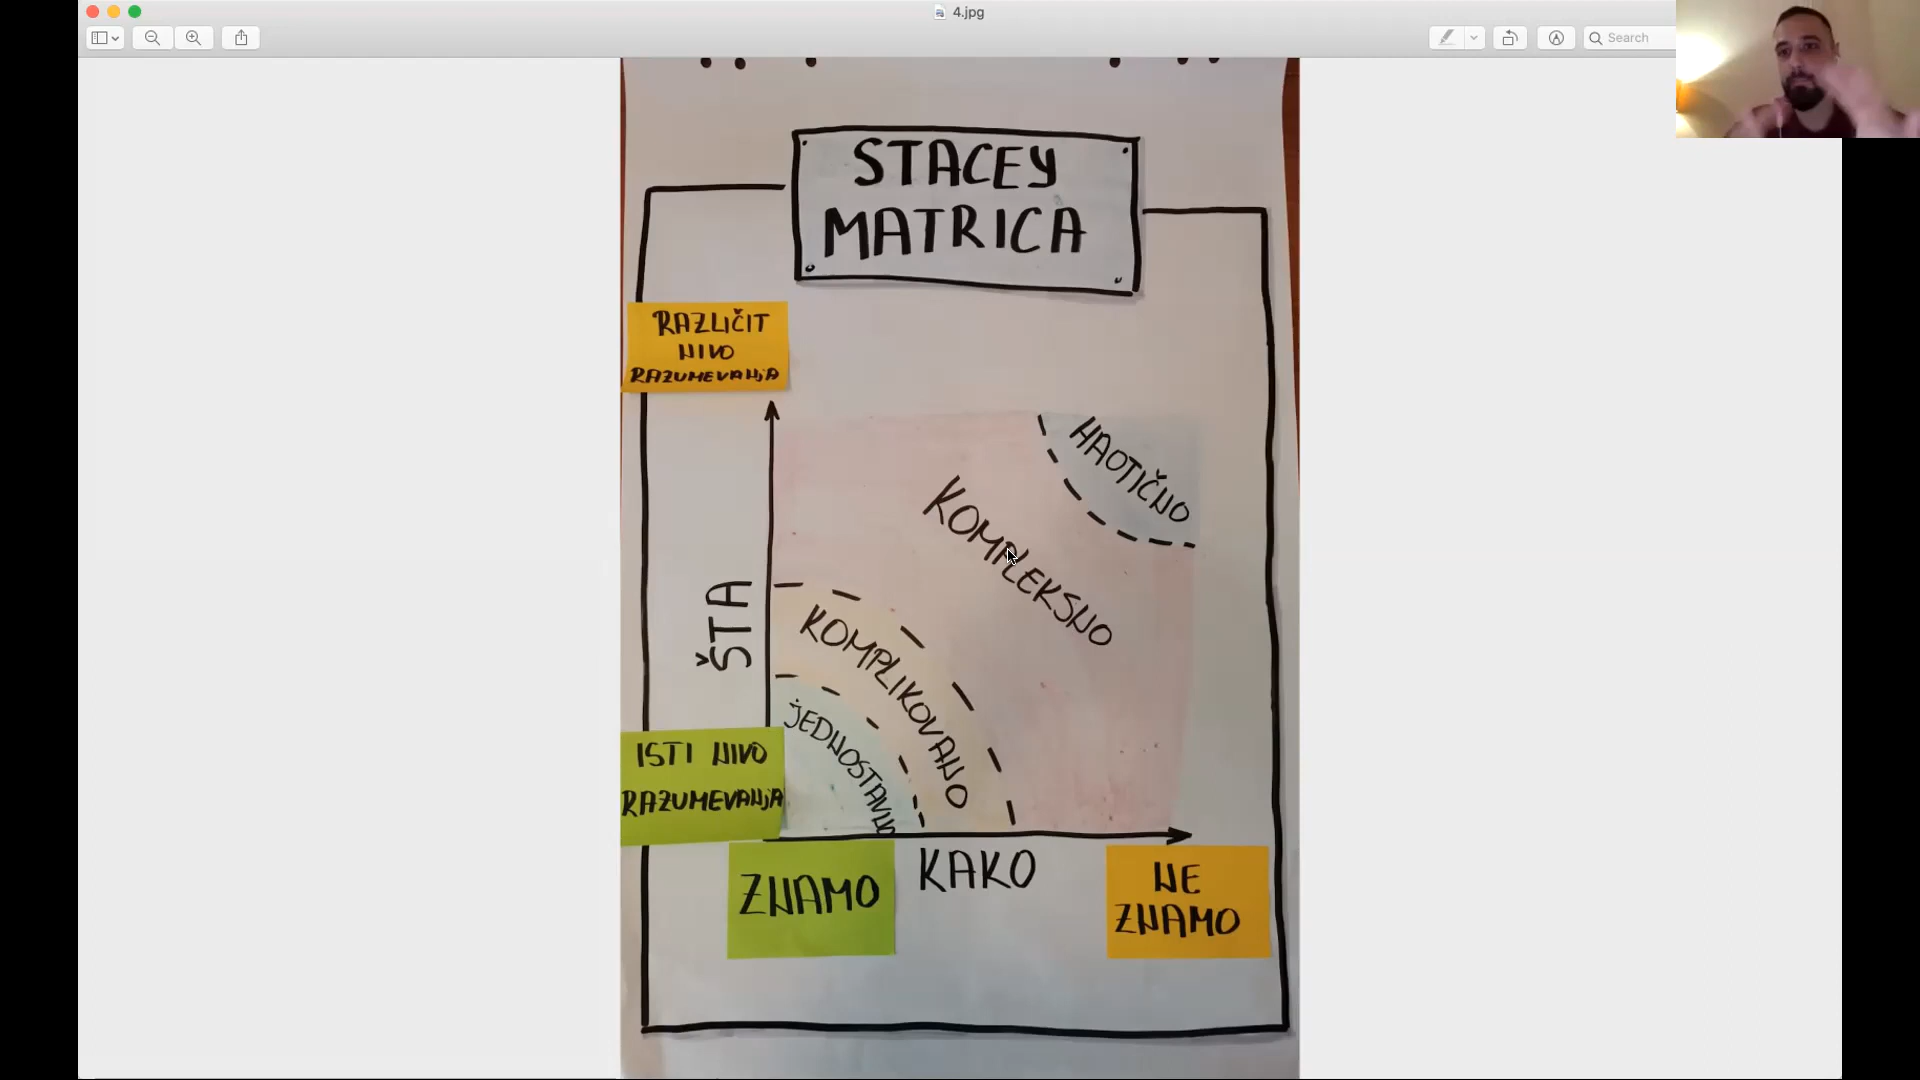 4.jpg
Search
STACEY
MATRICA
RAZLIČIT
NIVO
RAZUMEVANjA
HAOTIČNO
KOMPLEKSNO
ŠTA
KOMPLIKOVANO
jEDNOSTAVNO
ISTI NIVO
RAZUMEVANjA
ZNAMO
KAKO
NE
ZNAMO